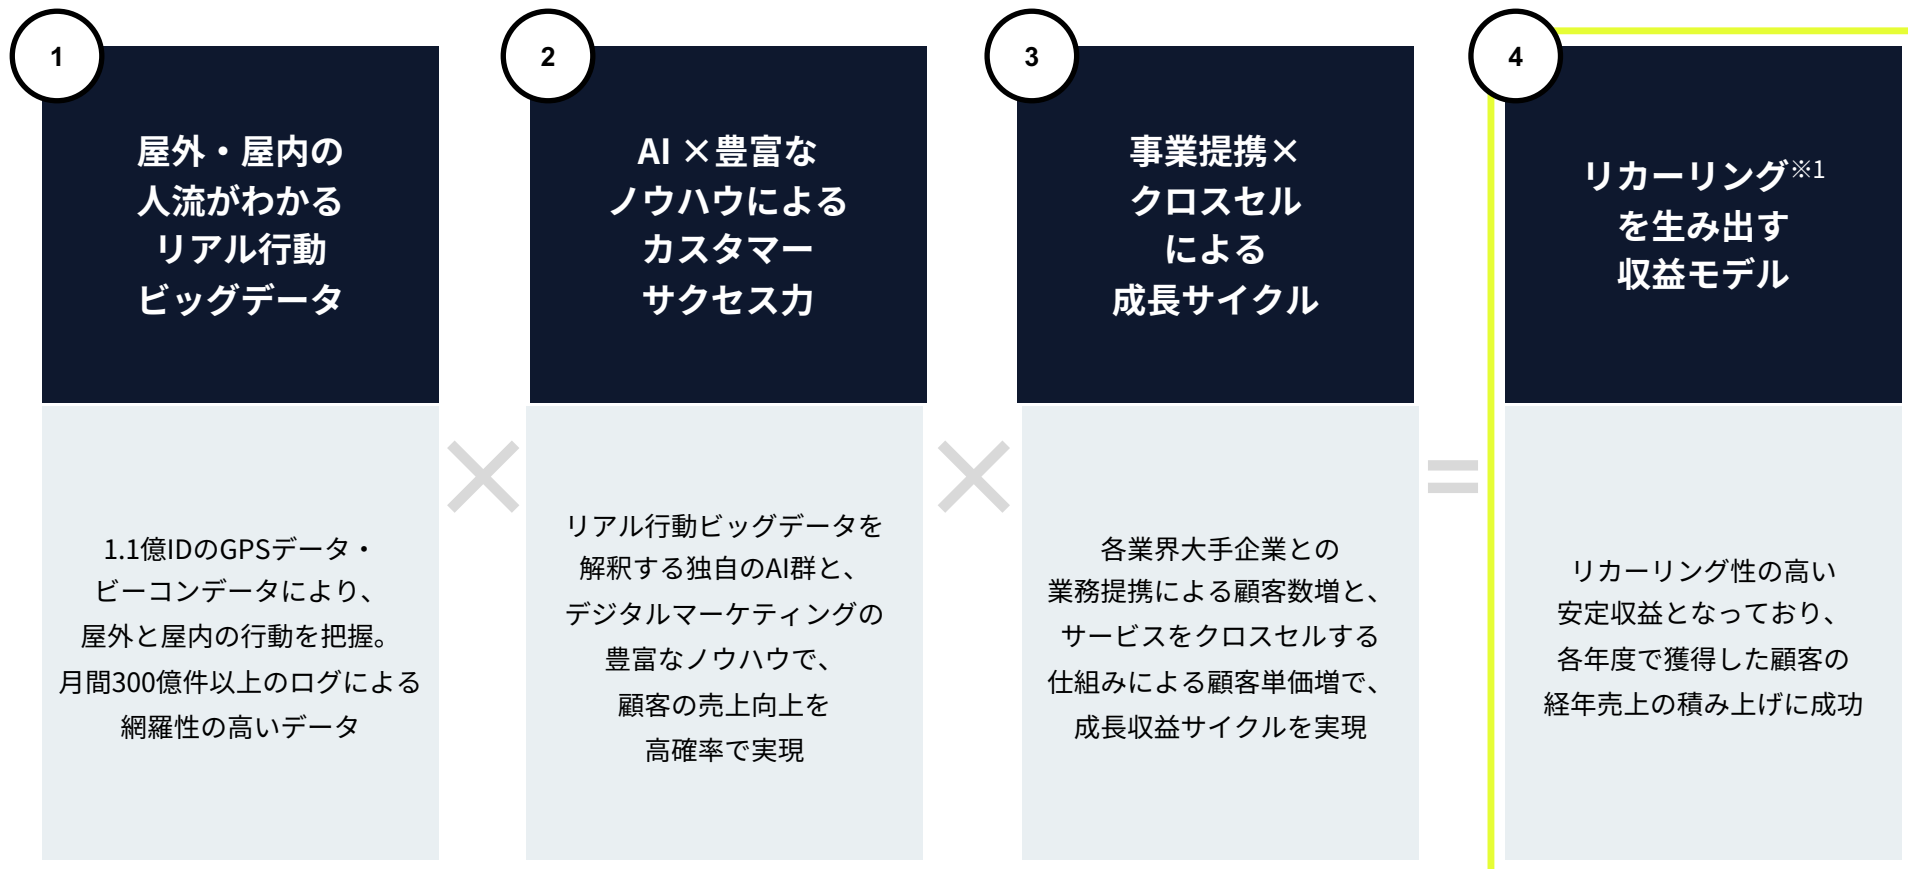 1
屋外・屋内の
人流がわかる
リアル行動
ビッグデータ
1.1億IDのGPSデータ・
ビーコンデータにより、
屋外と屋内の行動を把握。
月間300億件以上のログによる
網羅性の高いデータ
×
2
AI ×豊富な
ノウハウによる
カスタマー
サクセス力
リアル行動ビッグデータを
解釈する独自のAI群と、
デジタルマーケティングの
豊富なノウハウで、
顧客の売上向上を
高確率で実現
×
3
事業提携×
クロスセル
による
成長サイクル
各業界大手企業との
業務提携による顧客数増と、
サービスをクロスセルする
仕組みによる顧客単価増で、
成長収益サイクルを実現
=
4
リカーリング※1
を生み出す
収益モデル
リカーリング性の高い
安定収益となっており、
各年度で獲得した顧客の
経年売上の積み上げに成功